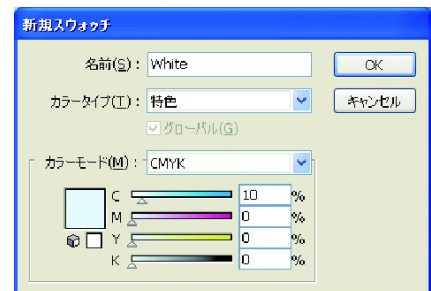 新規スウォッチ
名前(S): White
OK
カラータイプ(T): 特色
キャンセル
グローバル(G)
カラーモード(M): CMYK
C 10 %
M 0 %
Y 0 %
K 0 %